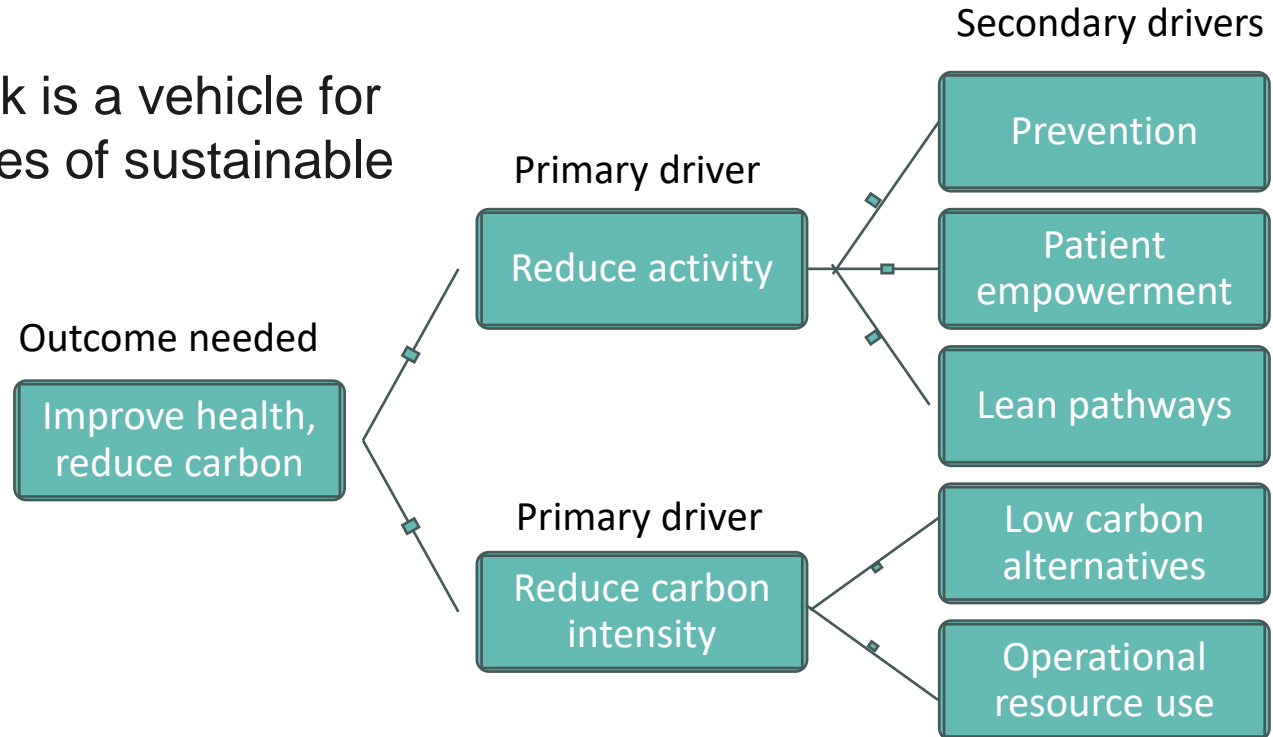 k is a vehicle for
es of sustainable
Outcome needed
Improve health,
reduce carbon
Primary driver
Reduce activity
Primary driver
Reduce carbon
intensity
Secondary drivers
Prevention
Patient
empowerment
Lean pathways
Low carbon
alternatives
Operational
resource use